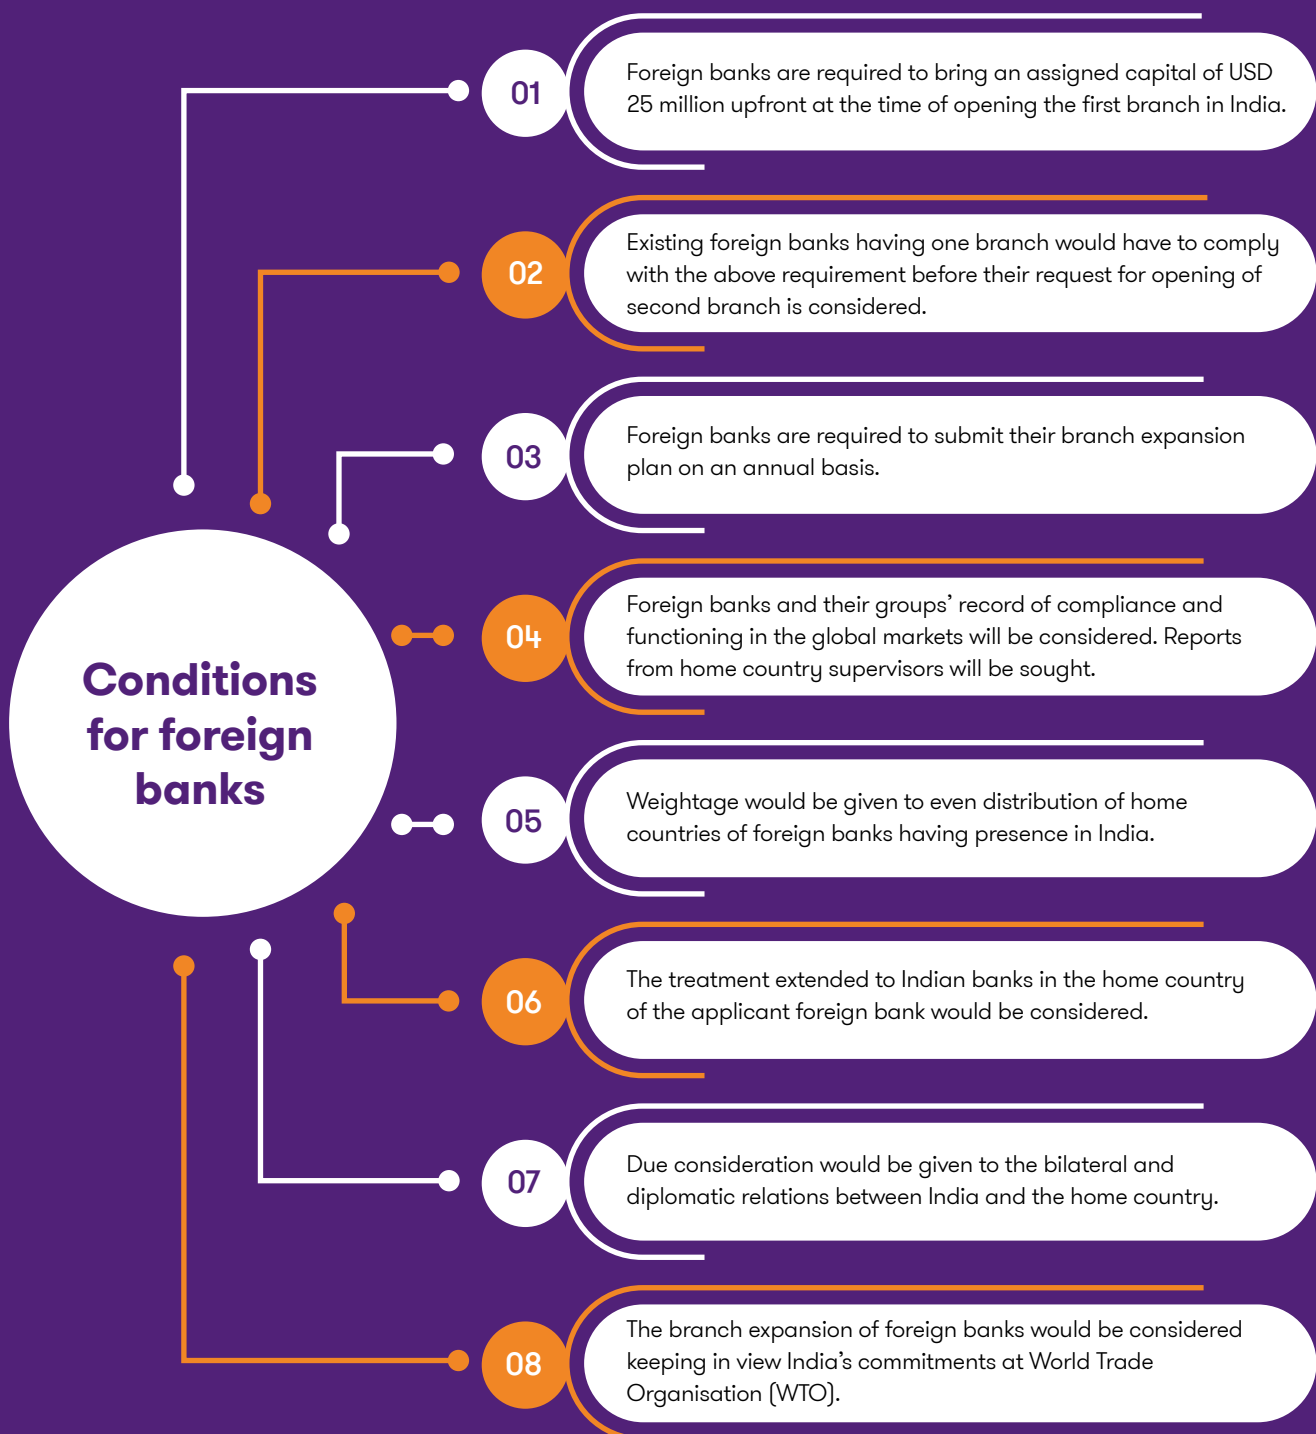 01
Foreign banks are required to bring an assigned capital of USD
25 million upfront at the time of opening the first branch in India.
02
Existing foreign banks having one branch would have to comply
with the above requirement before their request for opening of
second branch is considered.
03
Foreign banks are required to submit their branch expansion
plan on an annual basis.
04
Foreign banks and their groups’ record of compliance and
functioning in the global markets will be considered. Reports
from home country supervisors will be sought.
Conditions
for foreign
banks
05
Weightage would be given to even distribution of home
countries of foreign banks having presence in India.
06
The treatment extended to Indian banks in the home country
of the applicant foreign bank would be considered.
07
Due consideration would be given to the bilateral and
diplomatic relations between India and the home country.
08
The branch expansion of foreign banks would be considered
keeping in view India’s commitments at World Trade
Organisation (WTO).